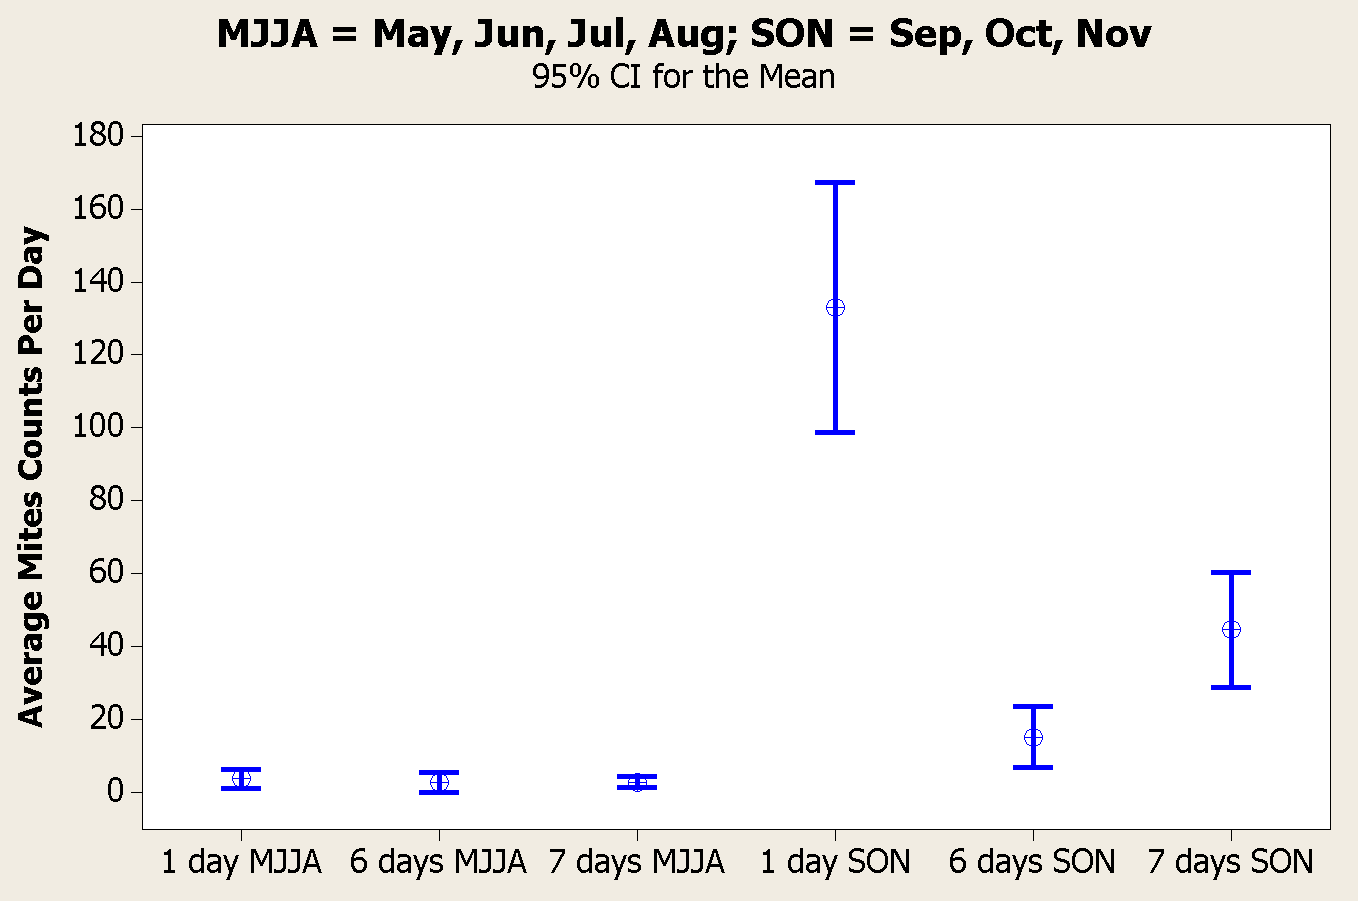 MJJA = May, Jun, Jul, Aug; SON = Sep, Oct, Nov
95% CI for the Mean
Average Mites Counts Per Day
180
160
140
120
100
80
60
40
20
0
1 day MJJA 6 days MJJA 7 days MJJA 1 day SON 6 days SON 7 days SON